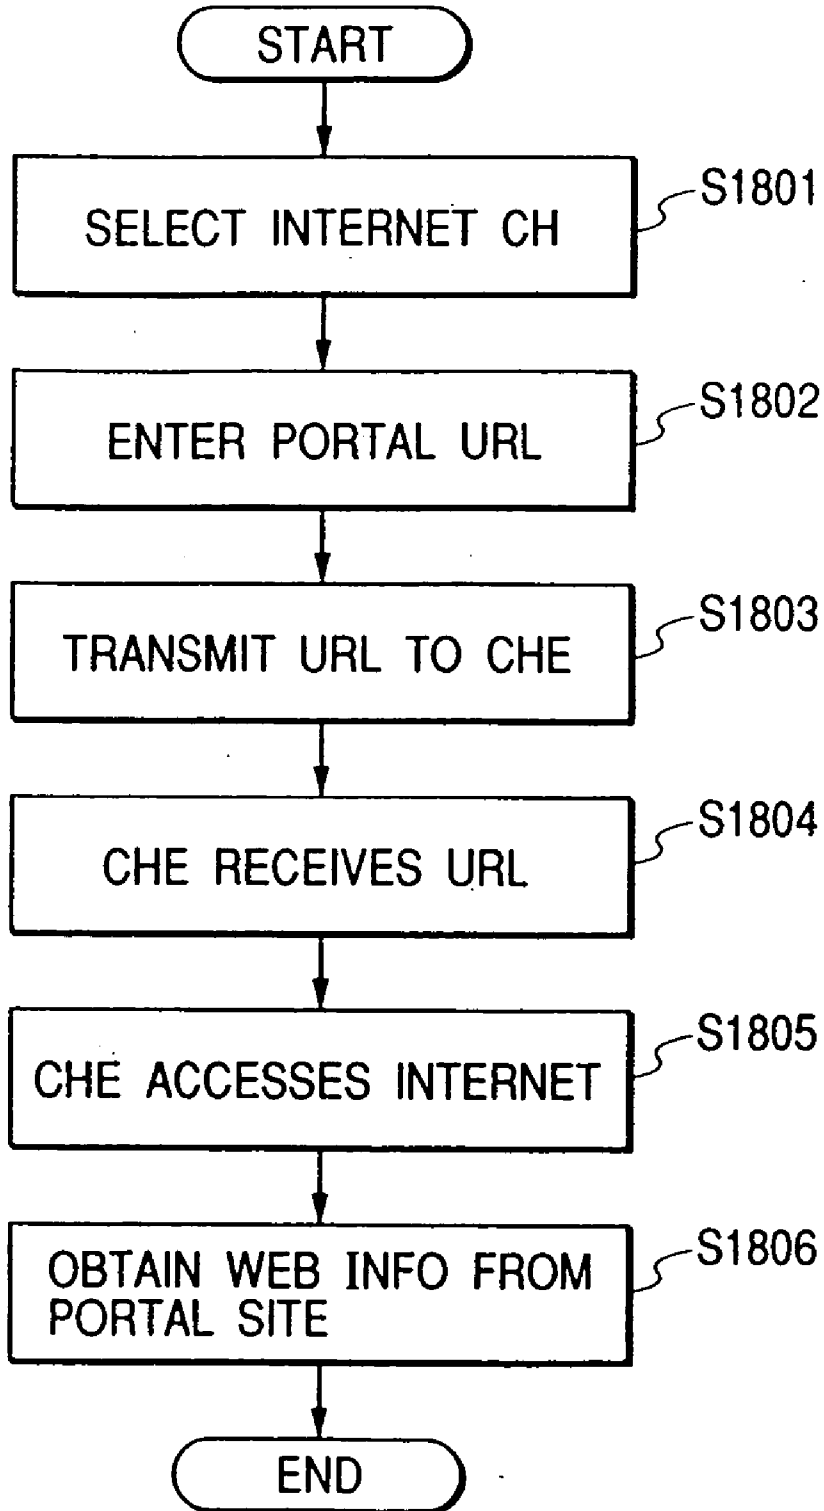 START
SELECT INTERNET CH
S1801
ENTER PORTAL URL
S1802
TRANSMIT URL TO CHE
S1803
CHE RECEIVES URL
S1804
CHE ACCESSES INTERNET
S1805
OBTAIN WEB INFO FROM
PORTAL SITE
S1806
END